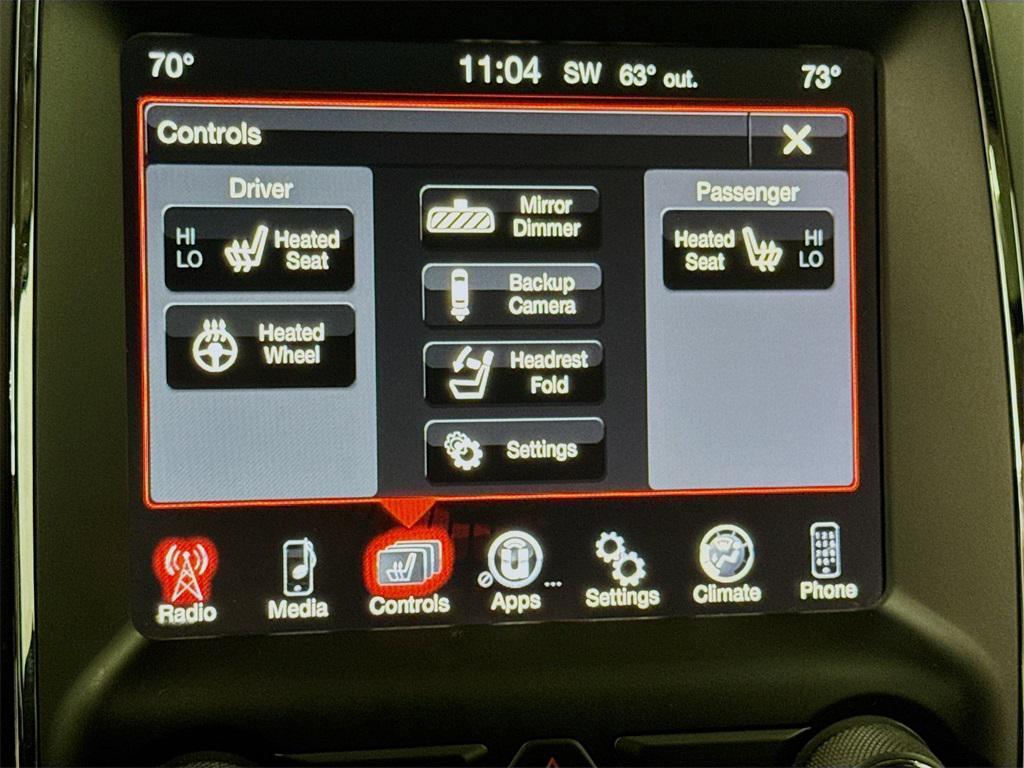 70° 11:04 SW 63° out. 73°
Controls
Driver
HI
LO
Heated
Seat
Heated
Wheel
Mirror
Dimmer
Backup
Camera
Headrest
Fold
Settings
Passenger
Heated
Seat
HI
LO
Radio Media Controls Apps ... Settings Climate Phone